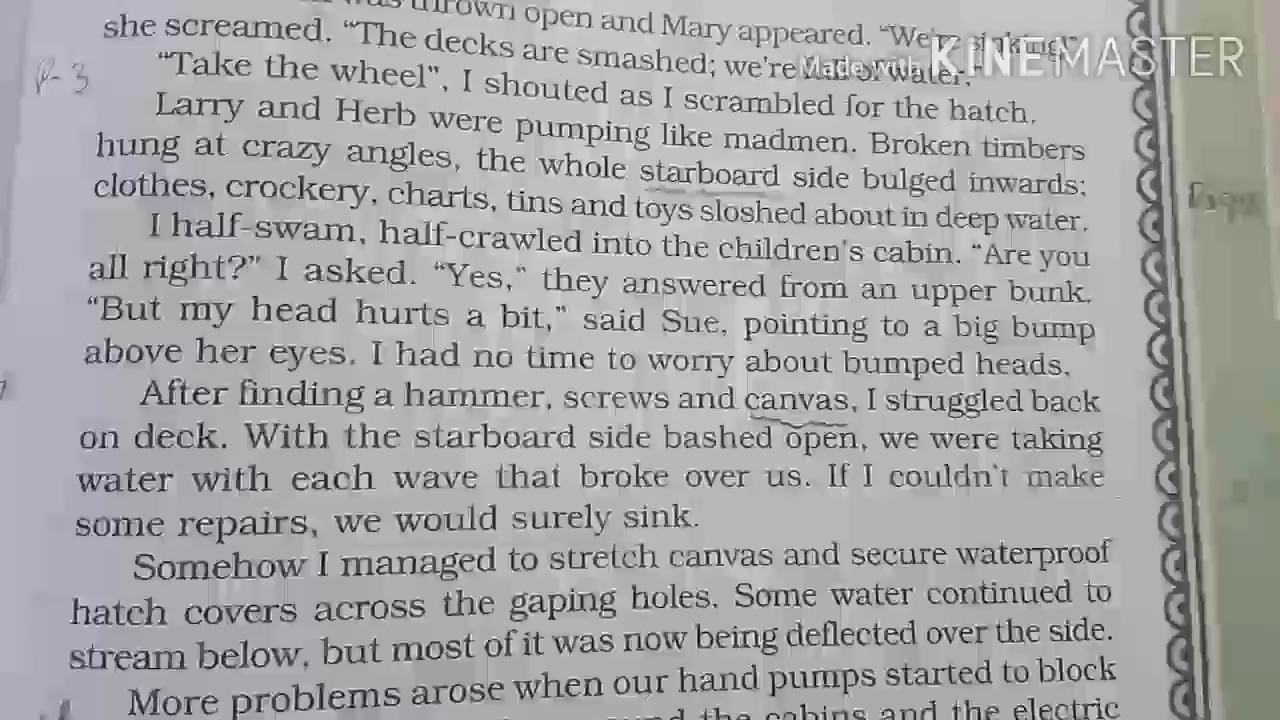 thrown open and Mary appeared. "We're sinking!"
she screamed. "The decks are smashed; we're full of water."
Made with KINEMASTER
P-3
"Take the wheel", I shouted as I scrambled for the hatch.
Larry and Herb were pumping like madmen. Broken timbers
hung at crazy angles, the whole starboard side bulged inwards;
clothes, crockery, charts, tins and toys sloshed about in deep water.
I half-swam, half-crawled into the children's cabin. "Are you
all right?" I asked. "Yes," they answered from an upper bunk.
"But my head hurts a bit," said Sue, pointing to a big bump
above her eyes. I had no time to worry about bumped heads.
After finding a hammer, screws and canvas, I struggled back
on deck. With the starboard side bashed open, we were taking
water with each wave that broke over us. If I couldn't make
some repairs, we would surely sink.
Somehow I managed to stretch canvas and secure waterproof
hatch covers across the gaping holes. Some water continued to
stream below, but most of it was now being deflected over the side.
More problems arose when our hand pumps started to block
the cabins and the electric